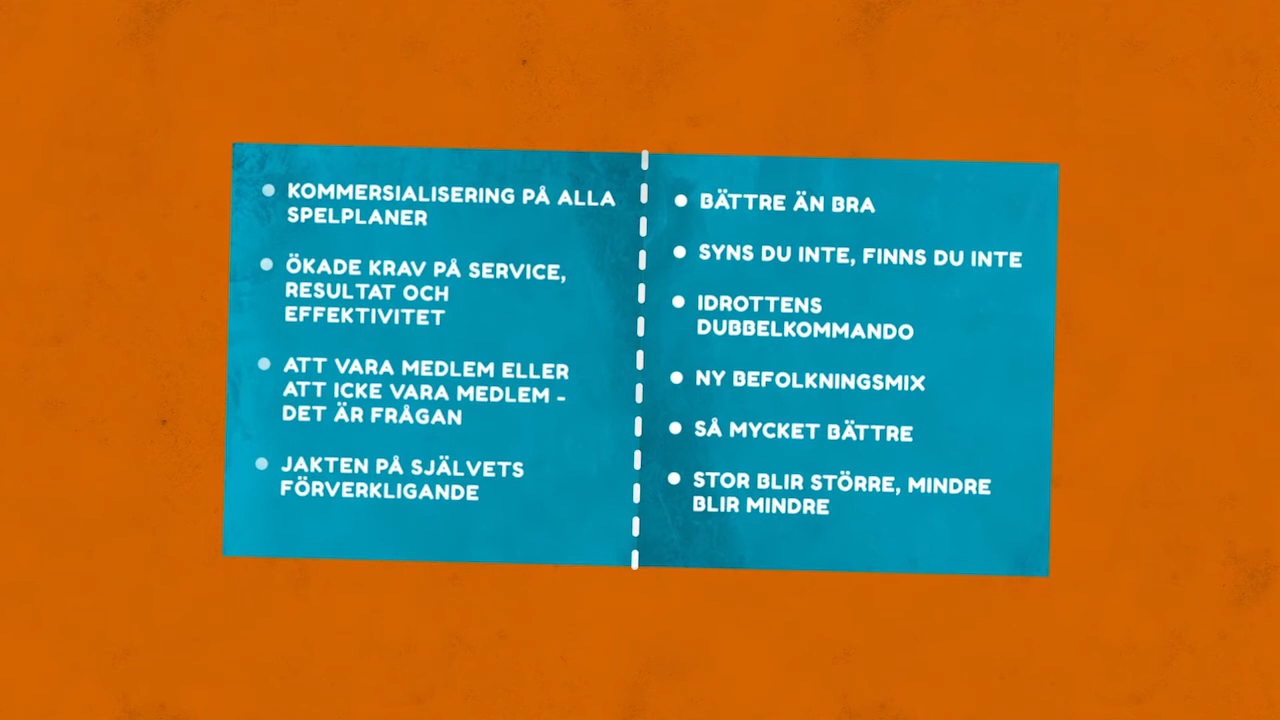 KOMMERSIALISERING PÅ ALLA
SPELPLANER
ÖKADE KRAV PÅ SERVICE,
RESULTAT OCH
EFFEKTIVITET
ATT VARA MEDLEM ELLER
ATT ICKE VARA MEDLEM –
DET ÄR FRÅGAN
JAKTEN PÅ SJÄLVETS
FÖRVERKLIGANDE
BÄTTRE ÄN BRA
SYNS DU INTE, FINNS DU INTE
IDROTTENS
DUBBELKOMMANDO
NY BEFOLKNINGSMIX
SÅ MYCKET BÄTTRE
STOR BLIR STÖRRE, MINDRE
BLIR MINDRE